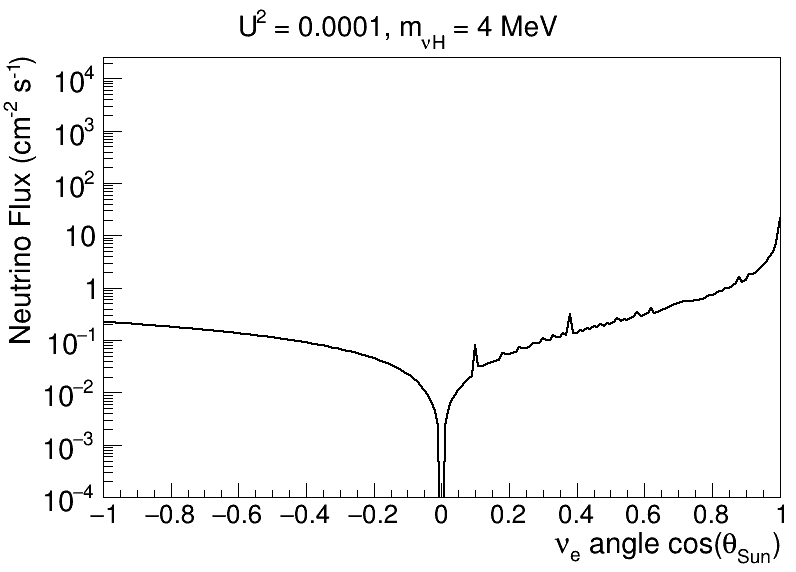 U² = 0.0001, m_νH = 4 MeV
Neutrino Flux (cm⁻² s⁻¹)
10⁴
10³
10²
10
1
10⁻¹
10⁻²
10⁻³
10⁻⁴
−1 −0.8 −0.6 −0.4 −0.2 0 0.2 0.4 0.6 0.8 1
ν_e angle cos(θ_Sun)